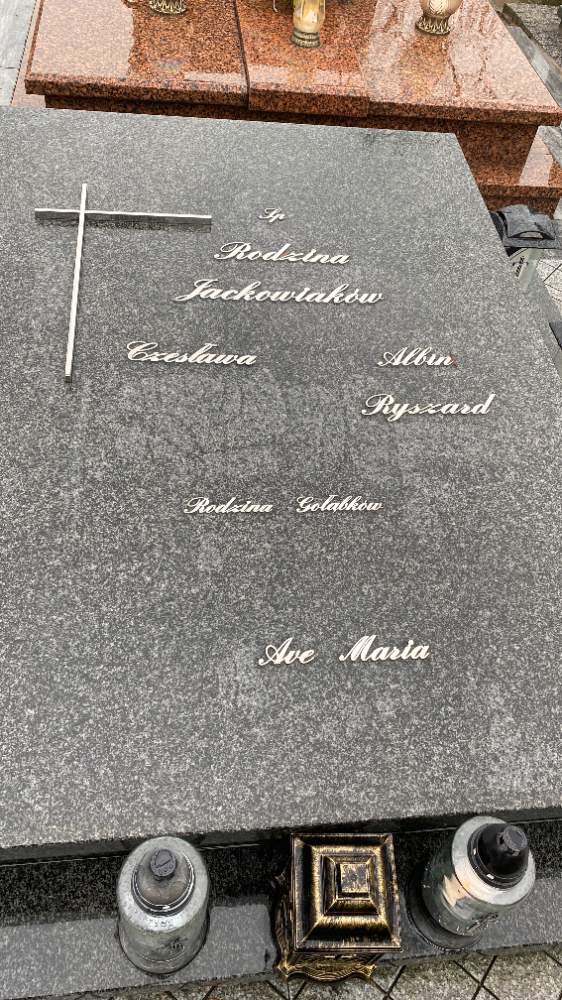 Śp
Rodzina
Jackowiaków
Czesława Albin
Ryszard
Rodzina Gołąbków
Ave Maria